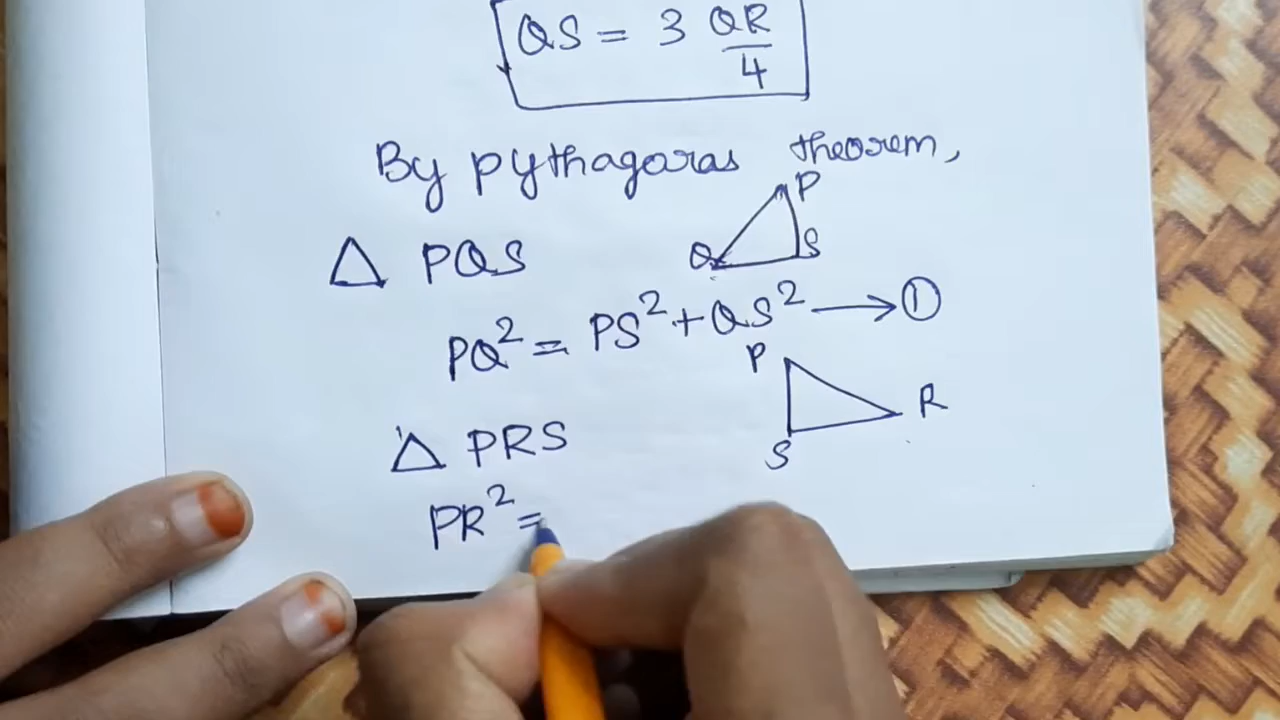 QS = 3 QR/4
By pythagoras theorem,
P
Q S
△ PQS
PQ² = PS² + QS² ⟶ ①
P
R
△ PRS
S
PR² =